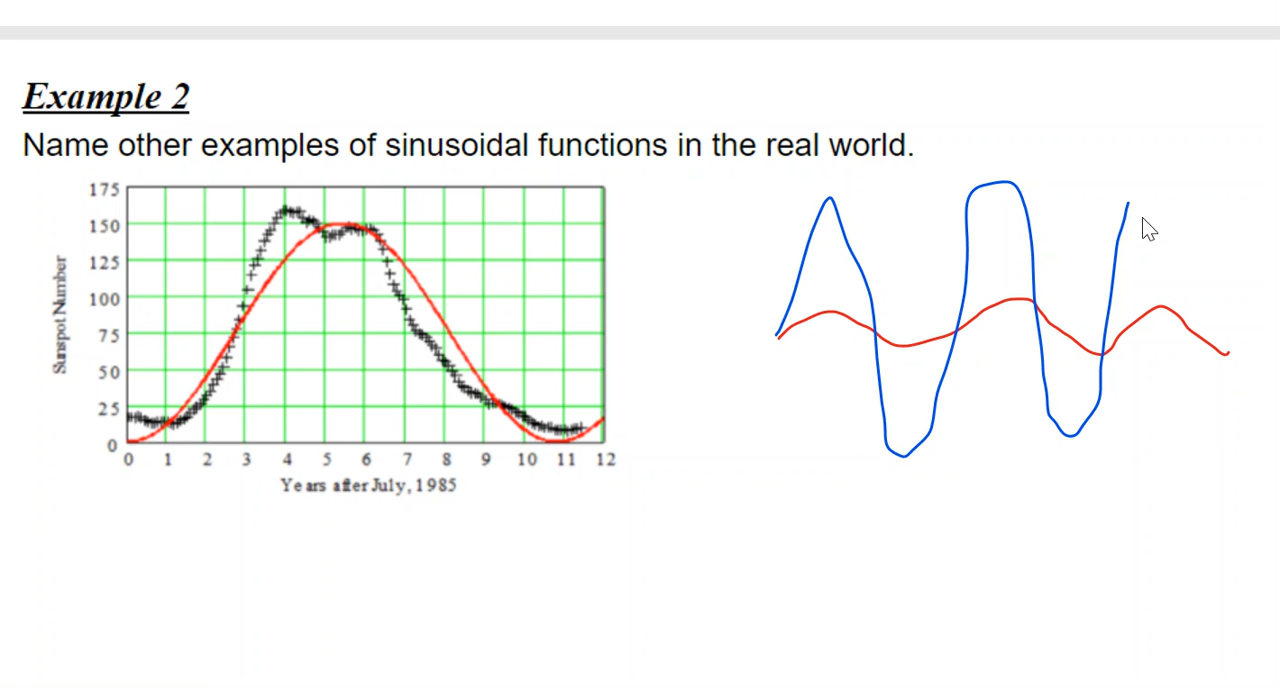 Example 2
Name other examples of sinusoidal functions in the real world.
175
150
125
100
75
50
25
0
Sunspot Number
0 1 2 3 4 5 6 7 8 9 10 11 12
Years after July, 1985